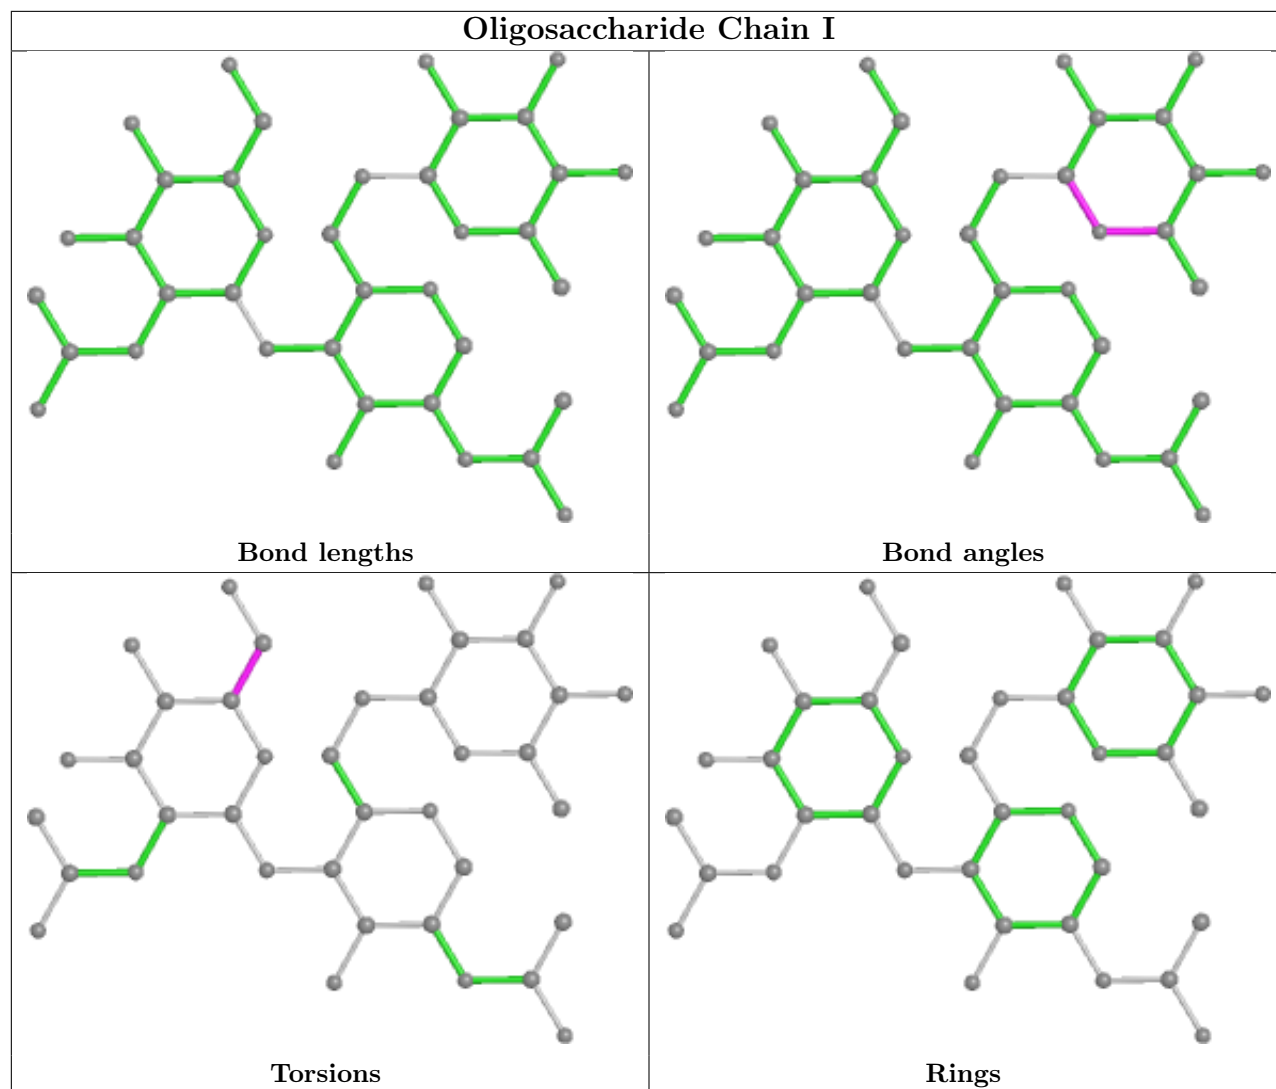 Oligosaccharide Chain I
Bond lengths
Bond angles
Torsions
Rings